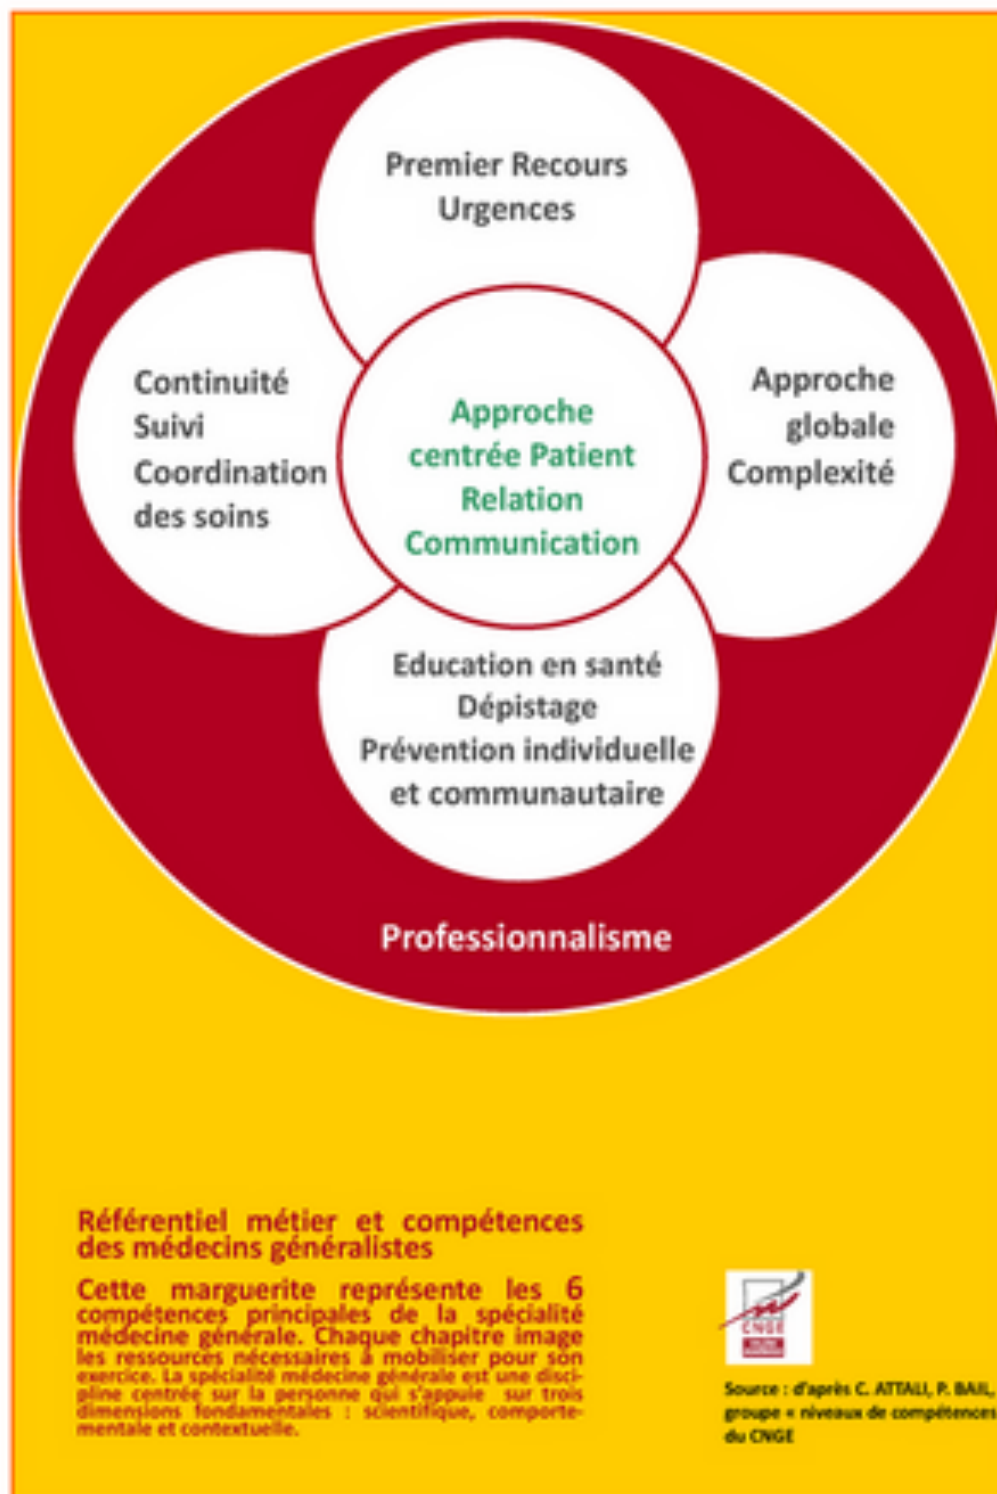 Premier Recours
Urgences
Continuité
Suivi
Coordination
des soins
Approche
centrée Patient
Relation
Communication
Approche
globale
Complexité
Education en santé
Dépistage
Prévention individuelle
et communautaire
Professionnalisme
Référentiel métier et compétences
des médecins généralistes
Cette marguerite représente les 6
compétences principales de la spécialité
médecine générale. Chaque chapitre image
les ressources nécessaires à mobiliser pour son
exercice. La spécialité médecine générale est une disci-
pline centrée sur la personne qui s'appuie sur trois
dimensions fondamentales : scientifique, comporte-
mentale et contextuelle.
CNGE
Source : d'après C. ATTALI, P. BAIL,
groupe « niveaux de compétences
du CNGE